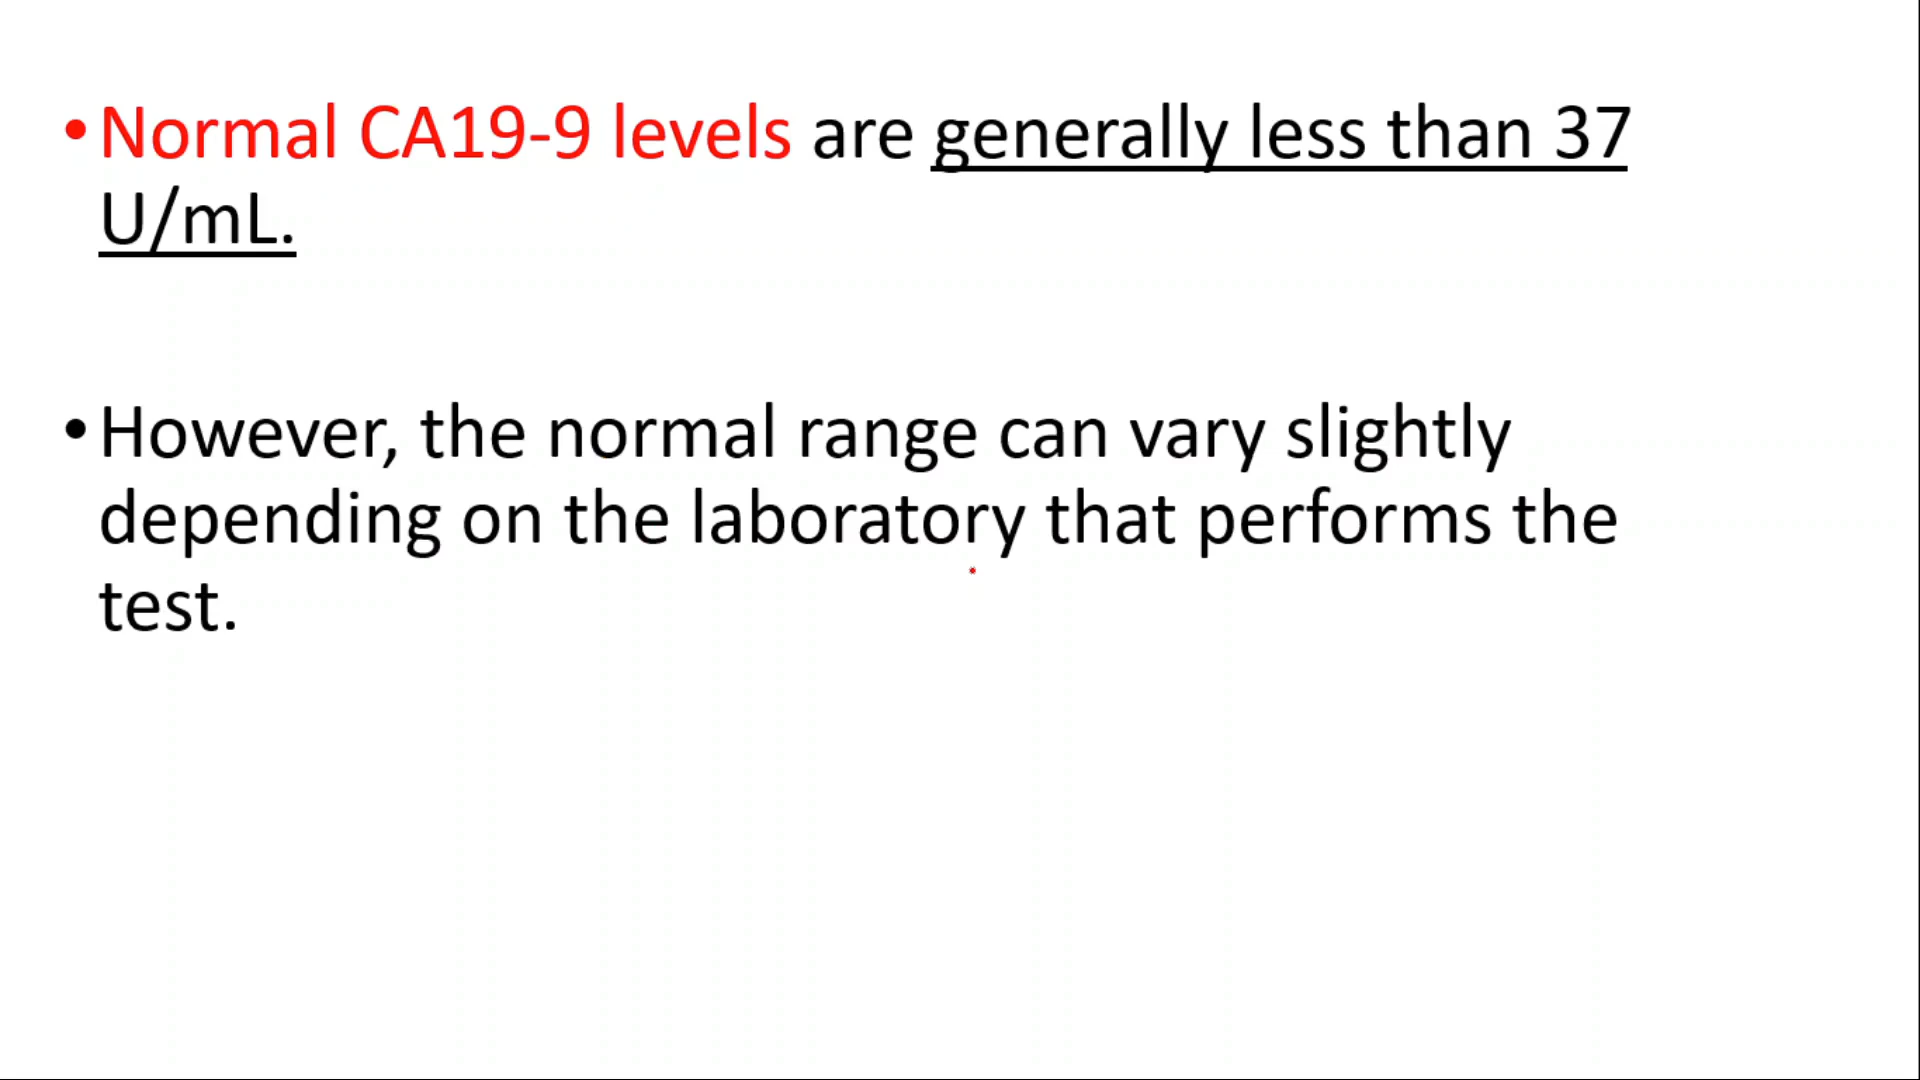 • Normal CA19-9 levels are generally less than 37
U/mL.
• However, the normal range can vary slightly
depending on the laboratory that performs the
test.